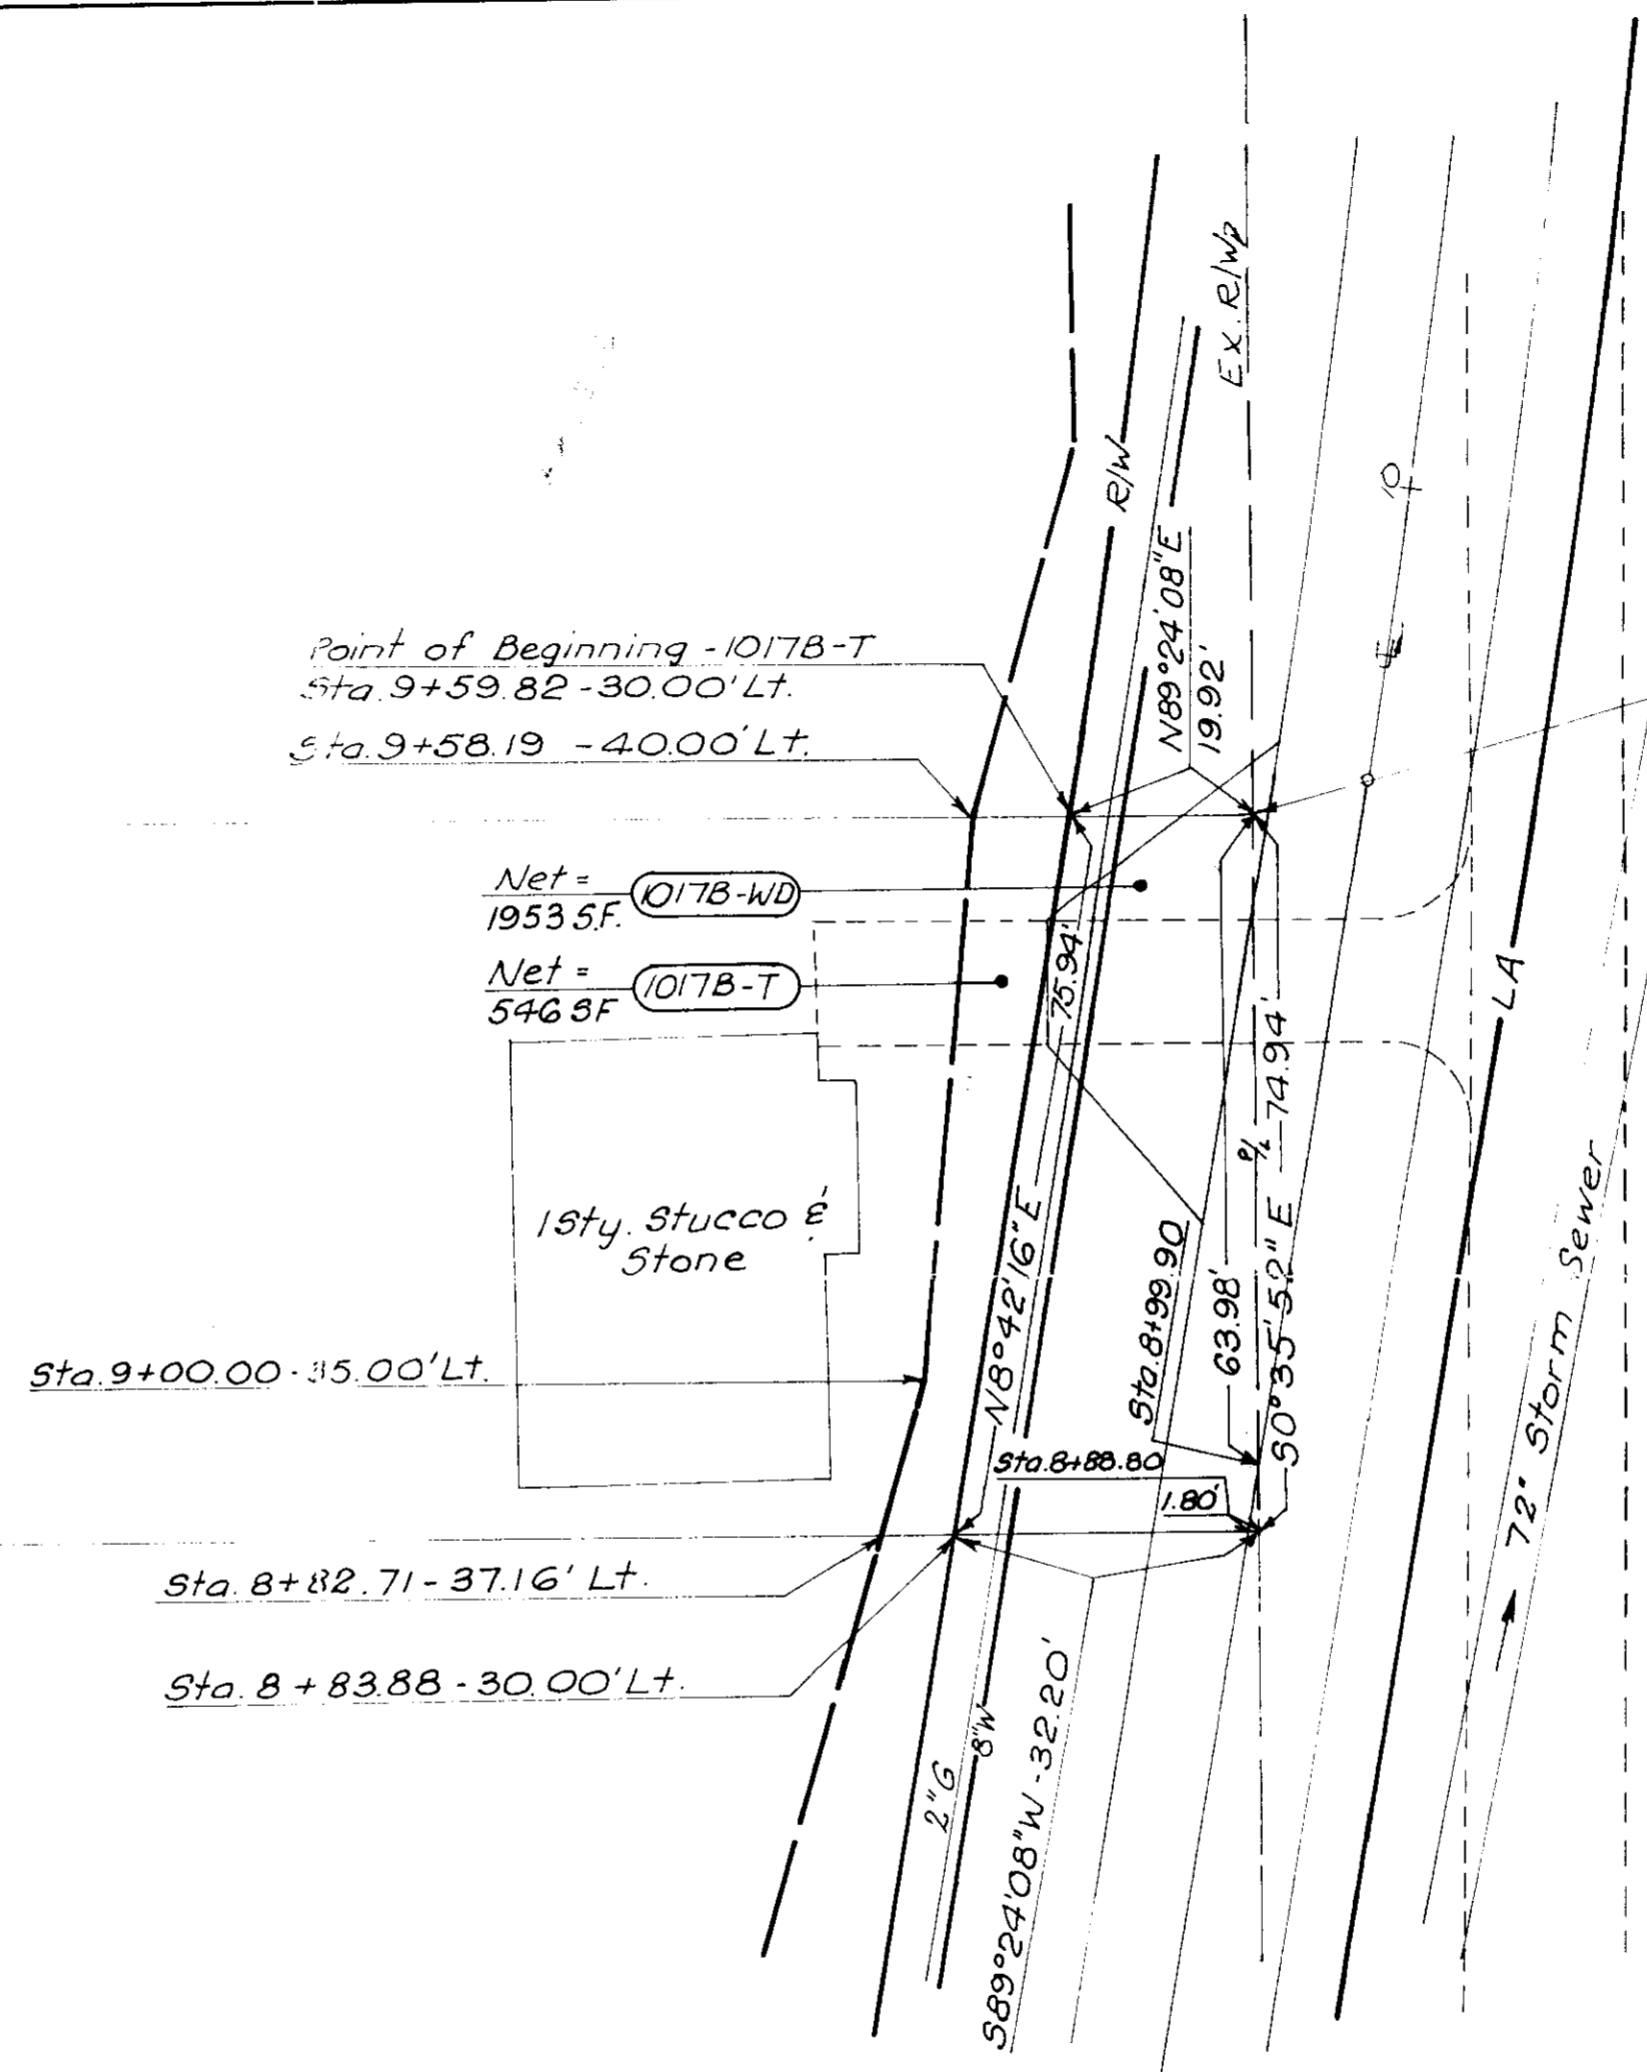 Ex. R/W
R/W
10
N89°24'08"E
19.92'
Point of Beginning - 1017B-T
Sta. 9+59.82 - 30.00' Lt.
Sta. 9+58.19 - 40.00' Lt.
Net =
1953 S.F.
1017B-WD
Net =
546 SF
1017B-T
75.94'
LA
P/L 74.94'
1 Sty. Stucco &
Stone
N8°42'16"E
Sta. 8+99.90
63.98'
S0°35'52"E
72" Storm Sewer
Sta. 9+00.00 - 35.00' Lt.
Sta. 8+88.80
1.80'
Sta. 8+82.71 - 37.16' Lt.
Sta. 8+83.88 - 30.00' Lt.
2"G
8"W
S89°24'08"W - 32.20'